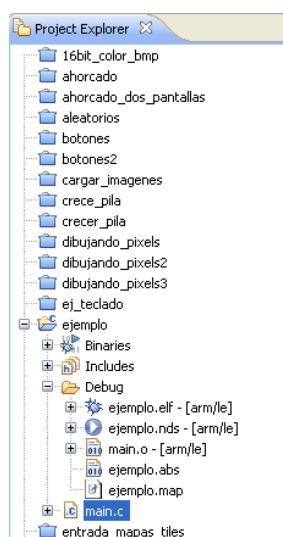 Project Explorer
16bit_color_bmp
ahorcado
ahorcado_dos_pantallas
aleatorios
botones
botones2
cargar_imagenes
crece_pila
crecer_pila
dibujando_pixels
dibujando_pixels2
dibujando_pixels3
ej_teclado
ejemplo
Binaries
Includes
Debug
ejemplo.elf - [arm/le]
ejemplo.nds - [arm/le]
main.o - [arm/le]
ejemplo.abs
ejemplo.map
main.c
entrada_mapas_tiles